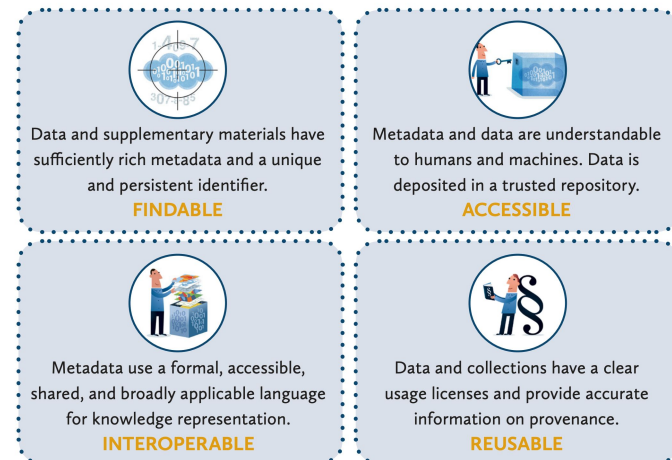 Data and supplementary materials have
sufficiently rich metadata and a unique
and persistent identifier.
FINDABLE
Metadata and data are understandable
to humans and machines. Data is
deposited in a trusted repository.
ACCESSIBLE
Metadata use a formal, accessible,
shared, and broadly applicable language
for knowledge representation.
INTEROPERABLE
Data and collections have a clear
usage licenses and provide accurate
information on provenance.
REUSABLE